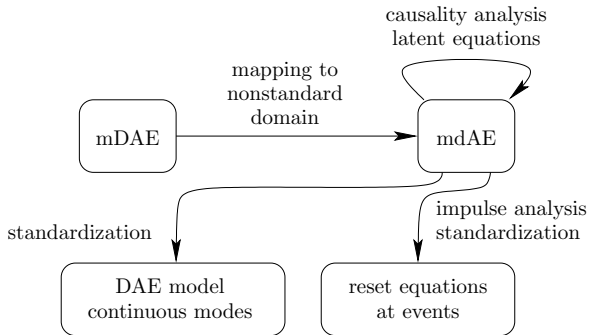 causality analysis
latent equations
mapping to
nonstandard
domain
mDAE
mdAE
standardization
impulse analysis
standardization
DAE model
continuous modes
reset equations
at events